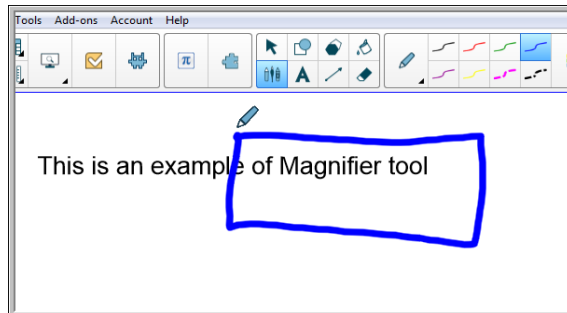 Tools Add-ons Account Help
π
A
This is an example of Magnifier tool